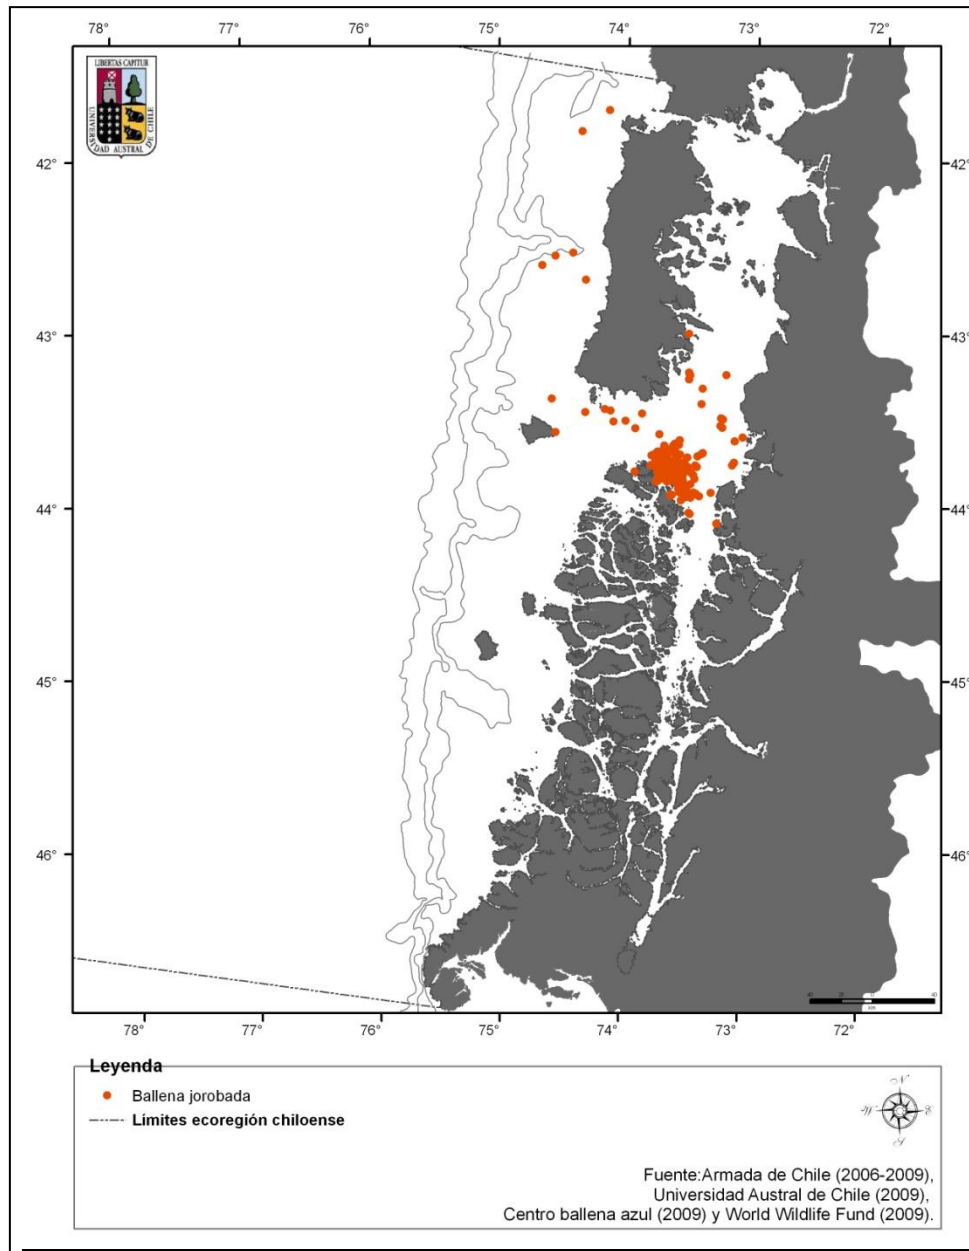 78° 77° 76° 75° 74° 73° 72°
LIBERTAS CAPITUR
UNIVERSIDAD AUSTRAL DE CHILE
42° 42°
43° 43°
44° 44°
45° 45°
46° 46°
78° 77° 76° 75° 74° 73° 72°
Leyenda
Ballena jorobada
Límites ecoregión chiloense
N
W E
S
Fuente:Armada de Chile (2006-2009),
Universidad Austral de Chile (2009),
Centro ballena azul (2009) y World Wildlife Fund (2009).